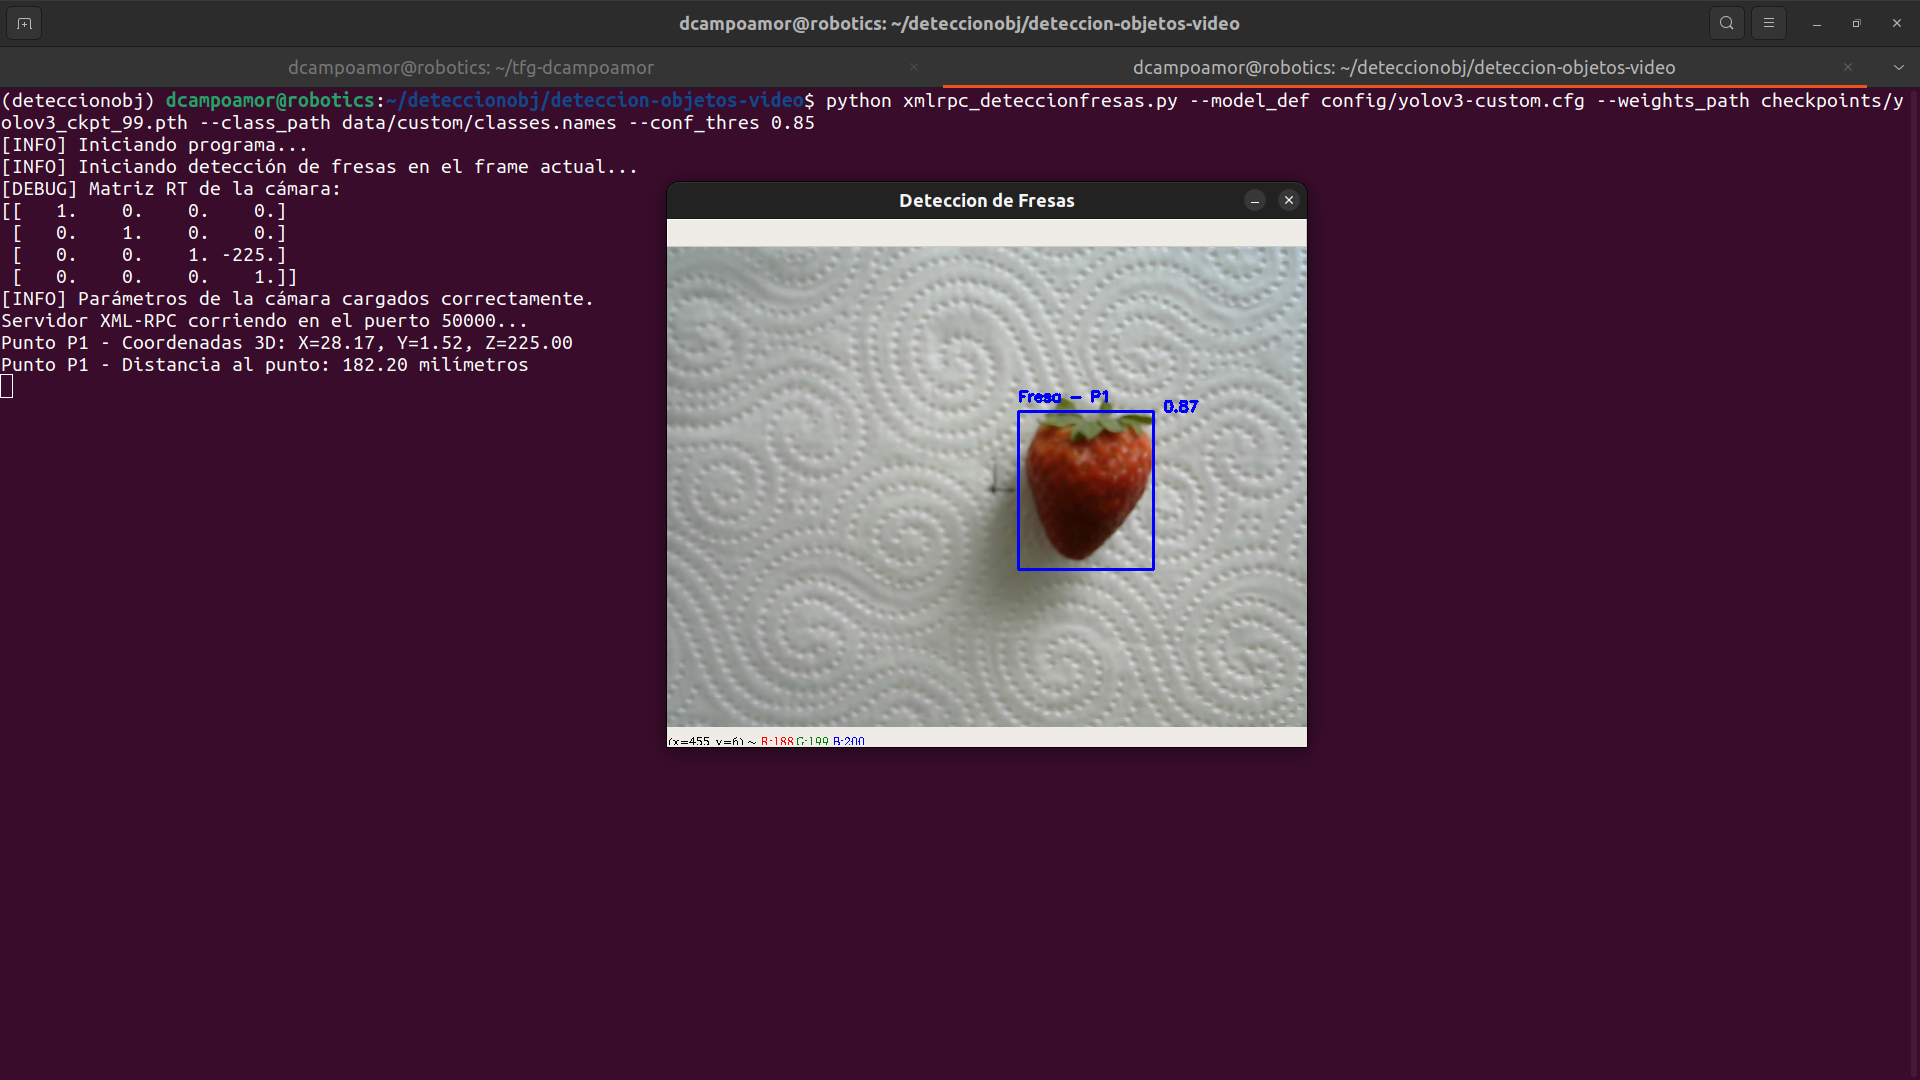 dcampoamor@robotics: ~/deteccionobj/deteccion-objetos-video
dcampoamor@robotics: ~/tfg-dcampoamor
dcampoamor@robotics: ~/deteccionobj/deteccion-objetos-video
(deteccionobj) dcampoamor@robotics:~/deteccionobj/deteccion-objetos-video$ python xmlrpc_deteccionfresas.py --model_def config/yolov3-custom.cfg --weights_path checkpoints/y
olov3_ckpt_99.pth --class_path data/custom/classes.names --conf_thres 0.85
[INFO] Iniciando programa...
[INFO] Iniciando detección de fresas en el frame actual...
[DEBUG] Matriz RT de la cámara:
[[   1.    0.    0.    0.]
 [   0.    1.    0.    0.]
 [   0.    0.    1. -225.]
 [   0.    0.    0.    1.]]
[INFO] Parámetros de la cámara cargados correctamente.
Servidor XML-RPC corriendo en el puerto 50000...
Punto P1 - Coordenadas 3D: X=28.17, Y=1.52, Z=225.00
Punto P1 - Distancia al punto: 182.20 milímetros
Deteccion de Fresas
Fresa - P1
0.87
(x=455, y=6) ~ R:188 G:199 B:200